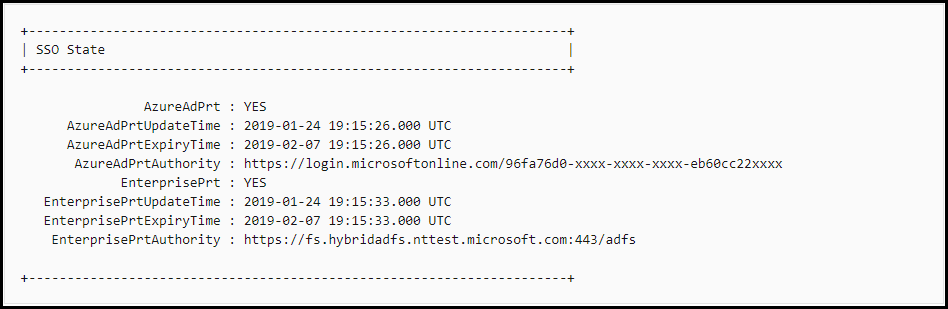 +----------------------------------------------------------------------+
| SSO State                                                            |
+----------------------------------------------------------------------+
AzureAdPrt : YES
AzureAdPrtUpdateTime : 2019-01-24 19:15:26.000 UTC
AzureAdPrtExpiryTime : 2019-02-07 19:15:26.000 UTC
AzureAdPrtAuthority : https://login.microsoftonline.com/96fa76d0-xxxx-xxxx-xxxx-eb60cc22xxxx
EnterprisePrt : YES
EnterprisePrtUpdateTime : 2019-01-24 19:15:33.000 UTC
EnterprisePrtExpiryTime : 2019-02-07 19:15:33.000 UTC
EnterprisePrtAuthority : https://fs.hybridadfs.nttest.microsoft.com:443/adfs
+----------------------------------------------------------------------+